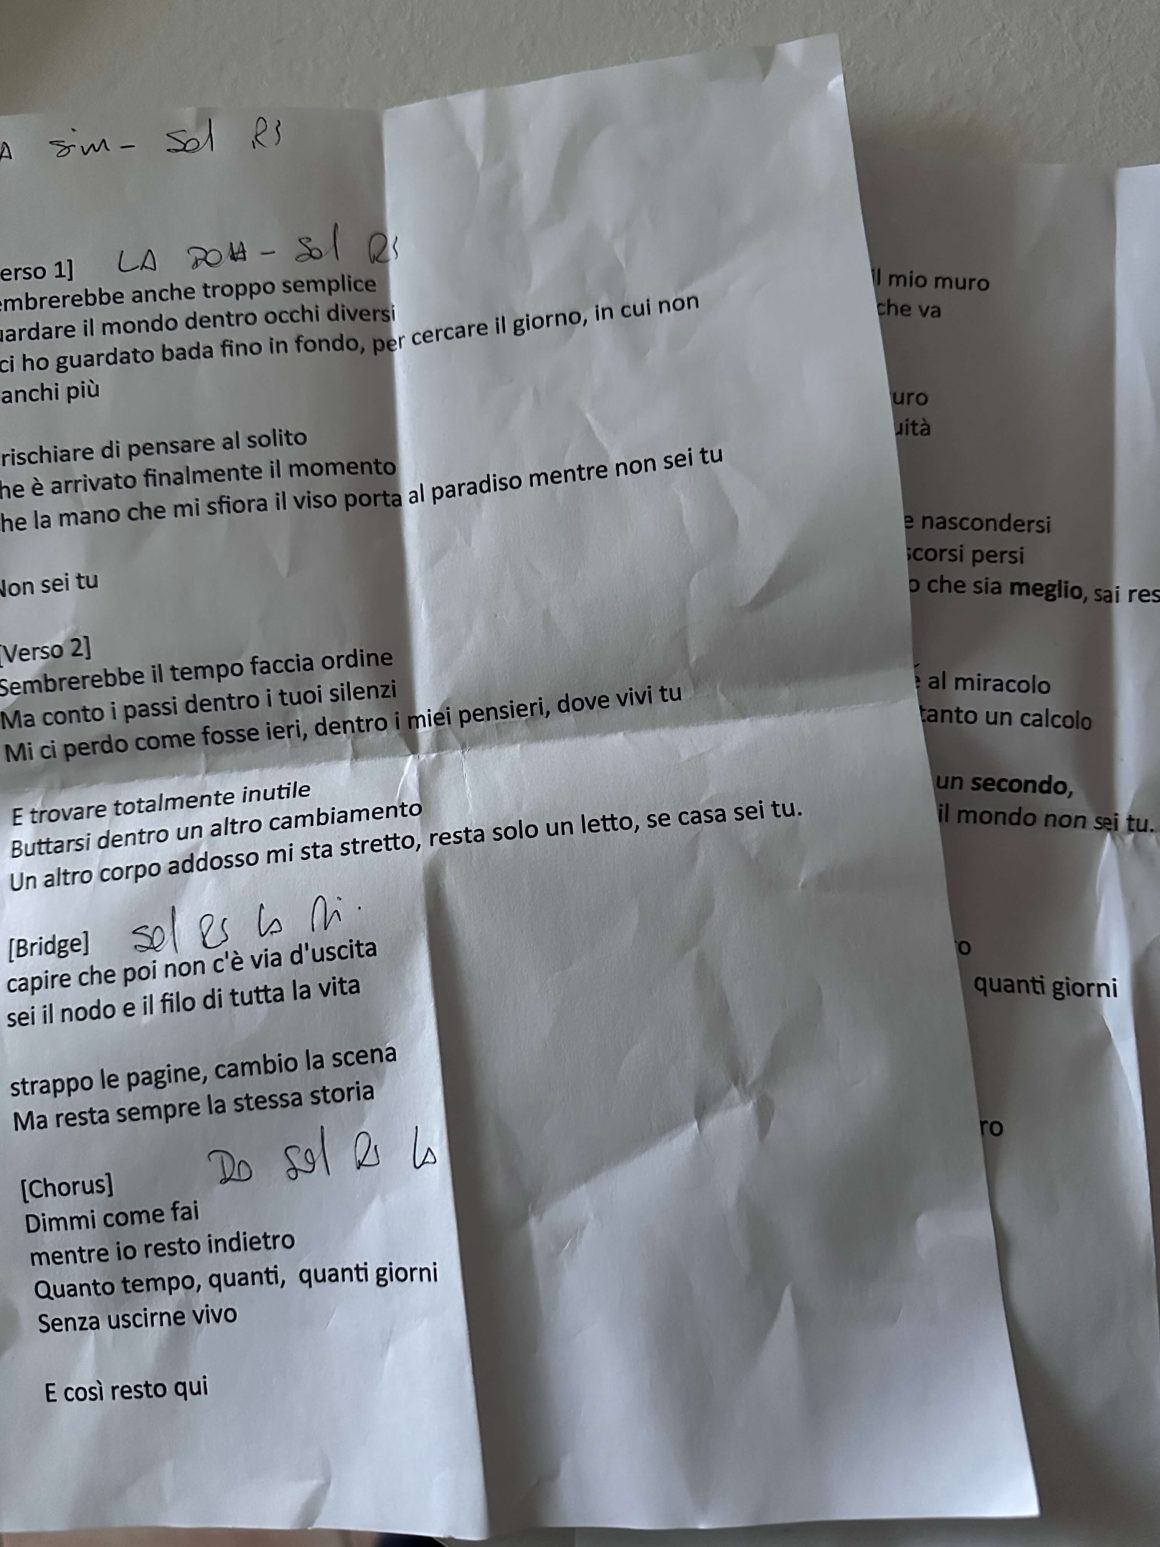 Sim - Sol RE
erso 1] LA DO# - Sol RE
embrerebbe anche troppo semplice
uardare il mondo dentro occhi diversi
ci ho guardato bada fino in fondo, per cercare il giorno, in cui non
anchi più
rischiare di pensare al solito
he è arrivato finalmente il momento
he la mano che mi sfiora il viso porta al paradiso mentre non sei tu
Non sei tu
[Verso 2]
Sembrerebbe il tempo faccia ordine
Ma conto i passi dentro i tuoi silenzi
Mi ci perdo come fosse ieri, dentro i miei pensieri, dove vivi tu
E trovare totalmente inutile
Buttarsi dentro un altro cambiamento
Un altro corpo addosso mi sta stretto, resta solo un letto, se casa sei tu.
[Bridge] Sol RE La Mi
capire che poi non c'è via d'uscita
sei il nodo e il filo di tutta la vita
strappo le pagine, cambio la scena
Ma resta sempre la stessa storia
[Chorus] Do Sol RE La
Dimmi come fai
mentre io resto indietro
Quanto tempo, quanti, quanti giorni
Senza uscirne vivo
E così resto qui
il mio muro
che va
uro
uità
e nascondersi
scorsi persi
o che sia meglio, sai res
é al miracolo
tanto un calcolo
un secondo,
il mondo non sei tu.
ro
quanti giorni
ro